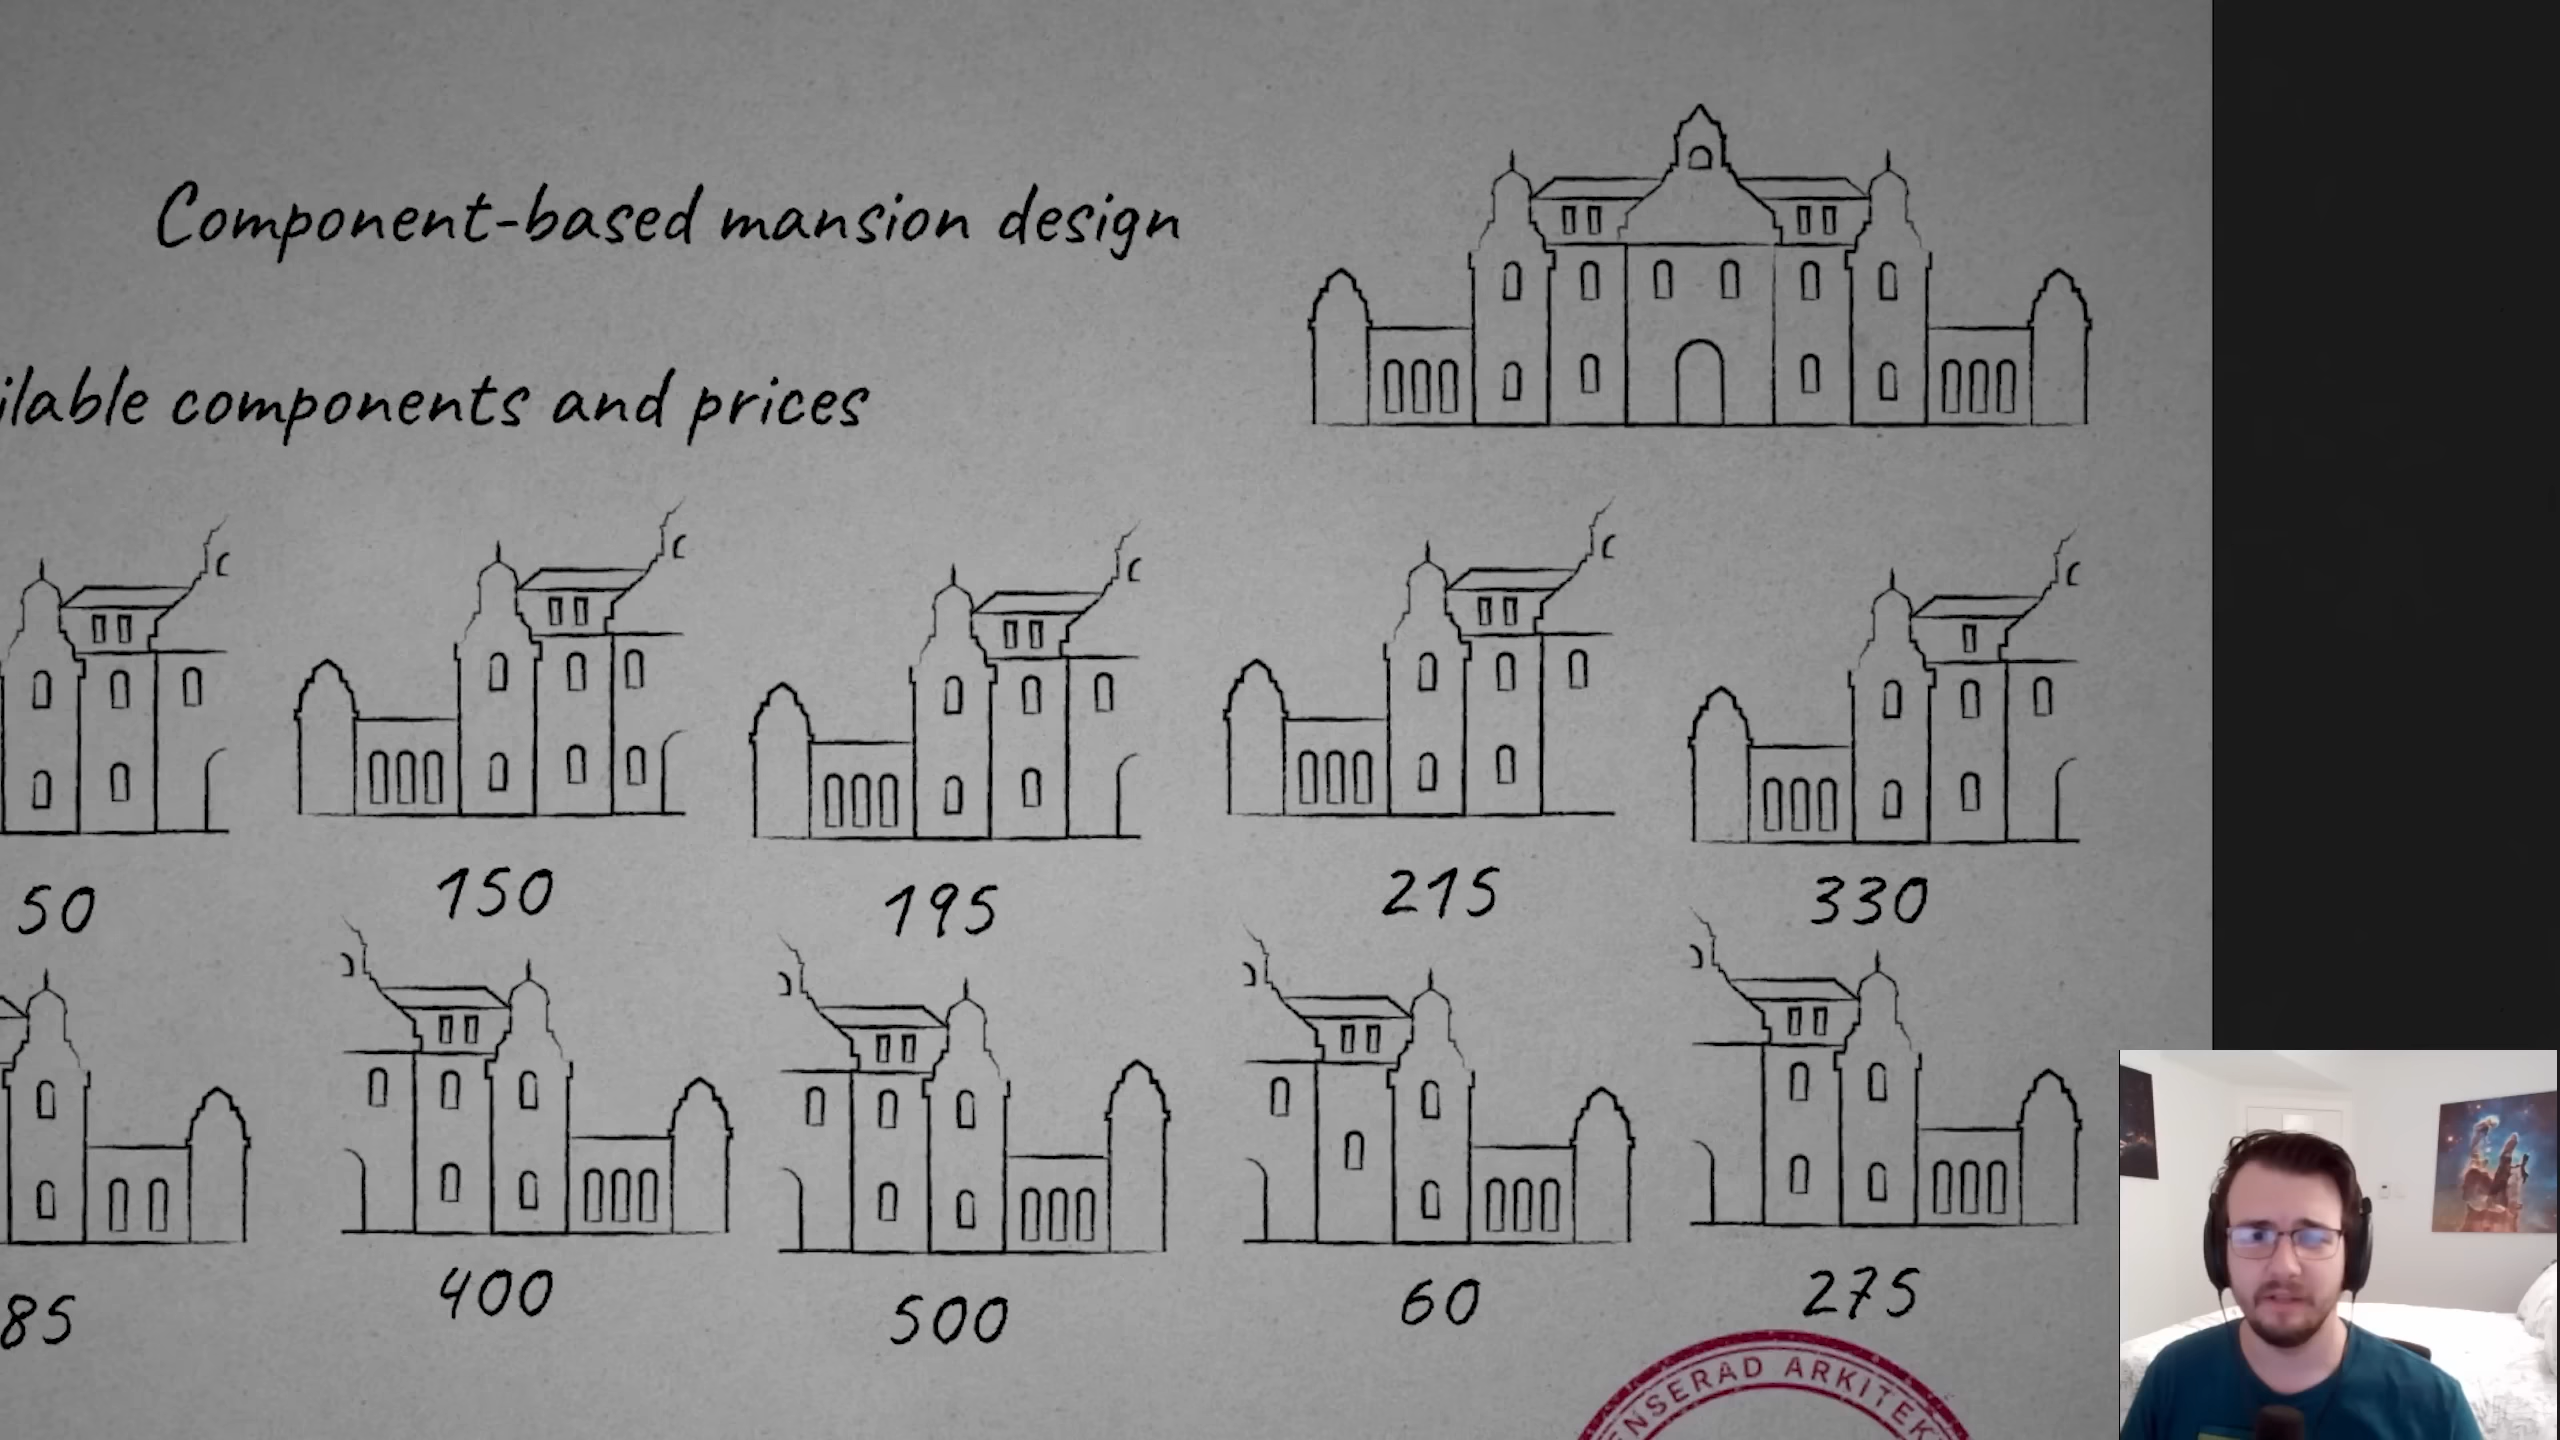 Component-based mansion design
ilable components and prices
50 150 195 215 330
85 400 500 60 275
ENSERAD ARKITEK